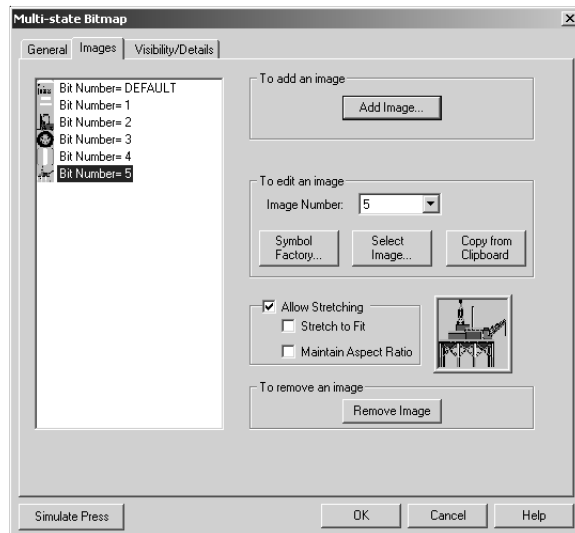 Multi-state Bitmap
General Images Visibility/Details
Bit Number= DEFAULT
Bit Number= 1
Bit Number= 2
Bit Number= 3
Bit Number= 4
Bit Number= 5
To add an image
Add Image...
To edit an image
Image Number: 5
Symbol
Factory...
Select
Image...
Copy from
Clipboard
Allow Stretching
Stretch to Fit
Maintain Aspect Ratio
To remove an image
Remove Image
Simulate Press OK Cancel Help